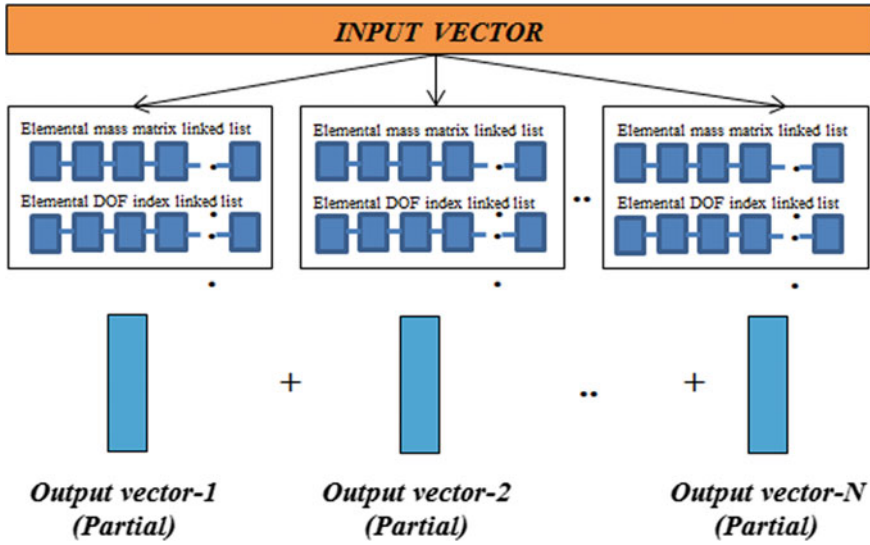 INPUT VECTOR
Elemental mass matrix linked list
Elemental DOF index linked list
Elemental mass matrix linked list
Elemental DOF index linked list
..
Elemental mass matrix linked list
Elemental DOF index linked list
+
..
+
Output vector-1
(Partial)
Output vector-2
(Partial)
Output vector-N
(Partial)